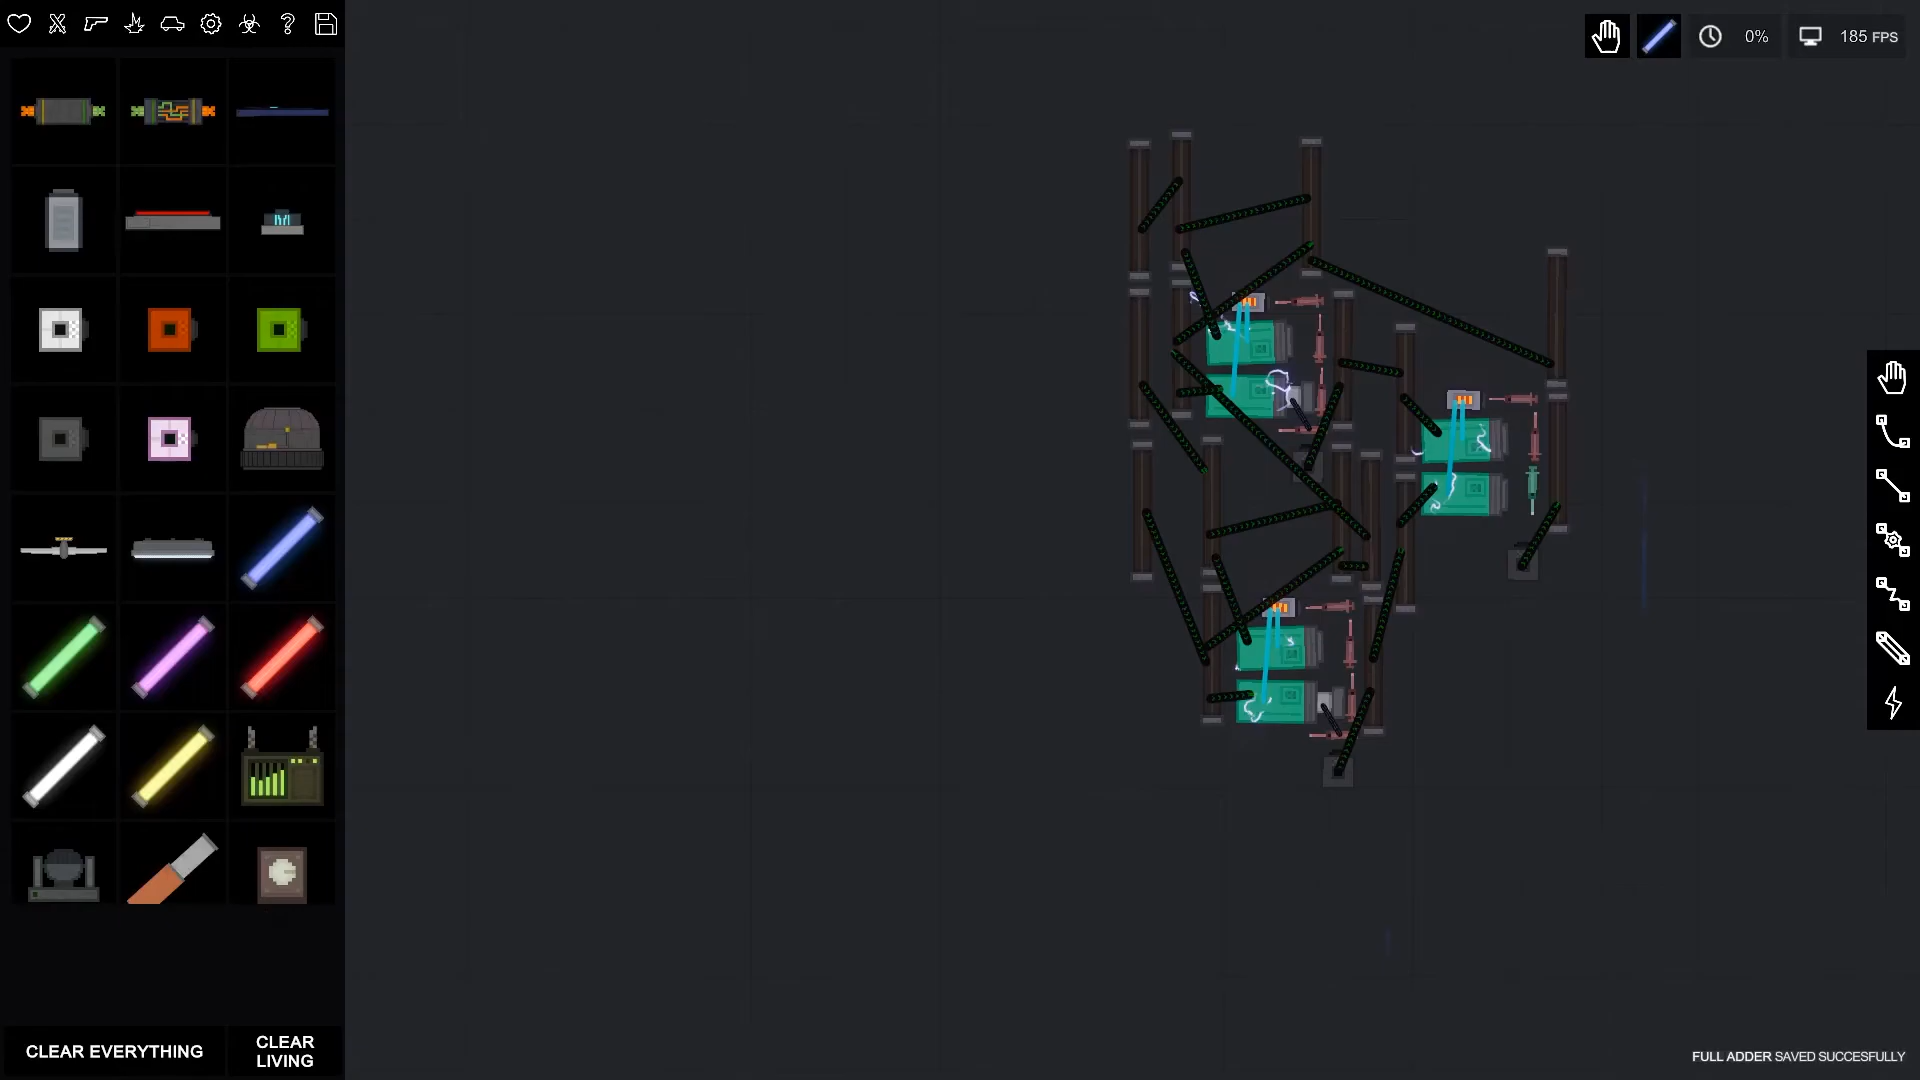 0%
185 FPS
CLEAR EVERYTHING
CLEAR
LIVING
FULL ADDER SAVED SUCCESFULLY